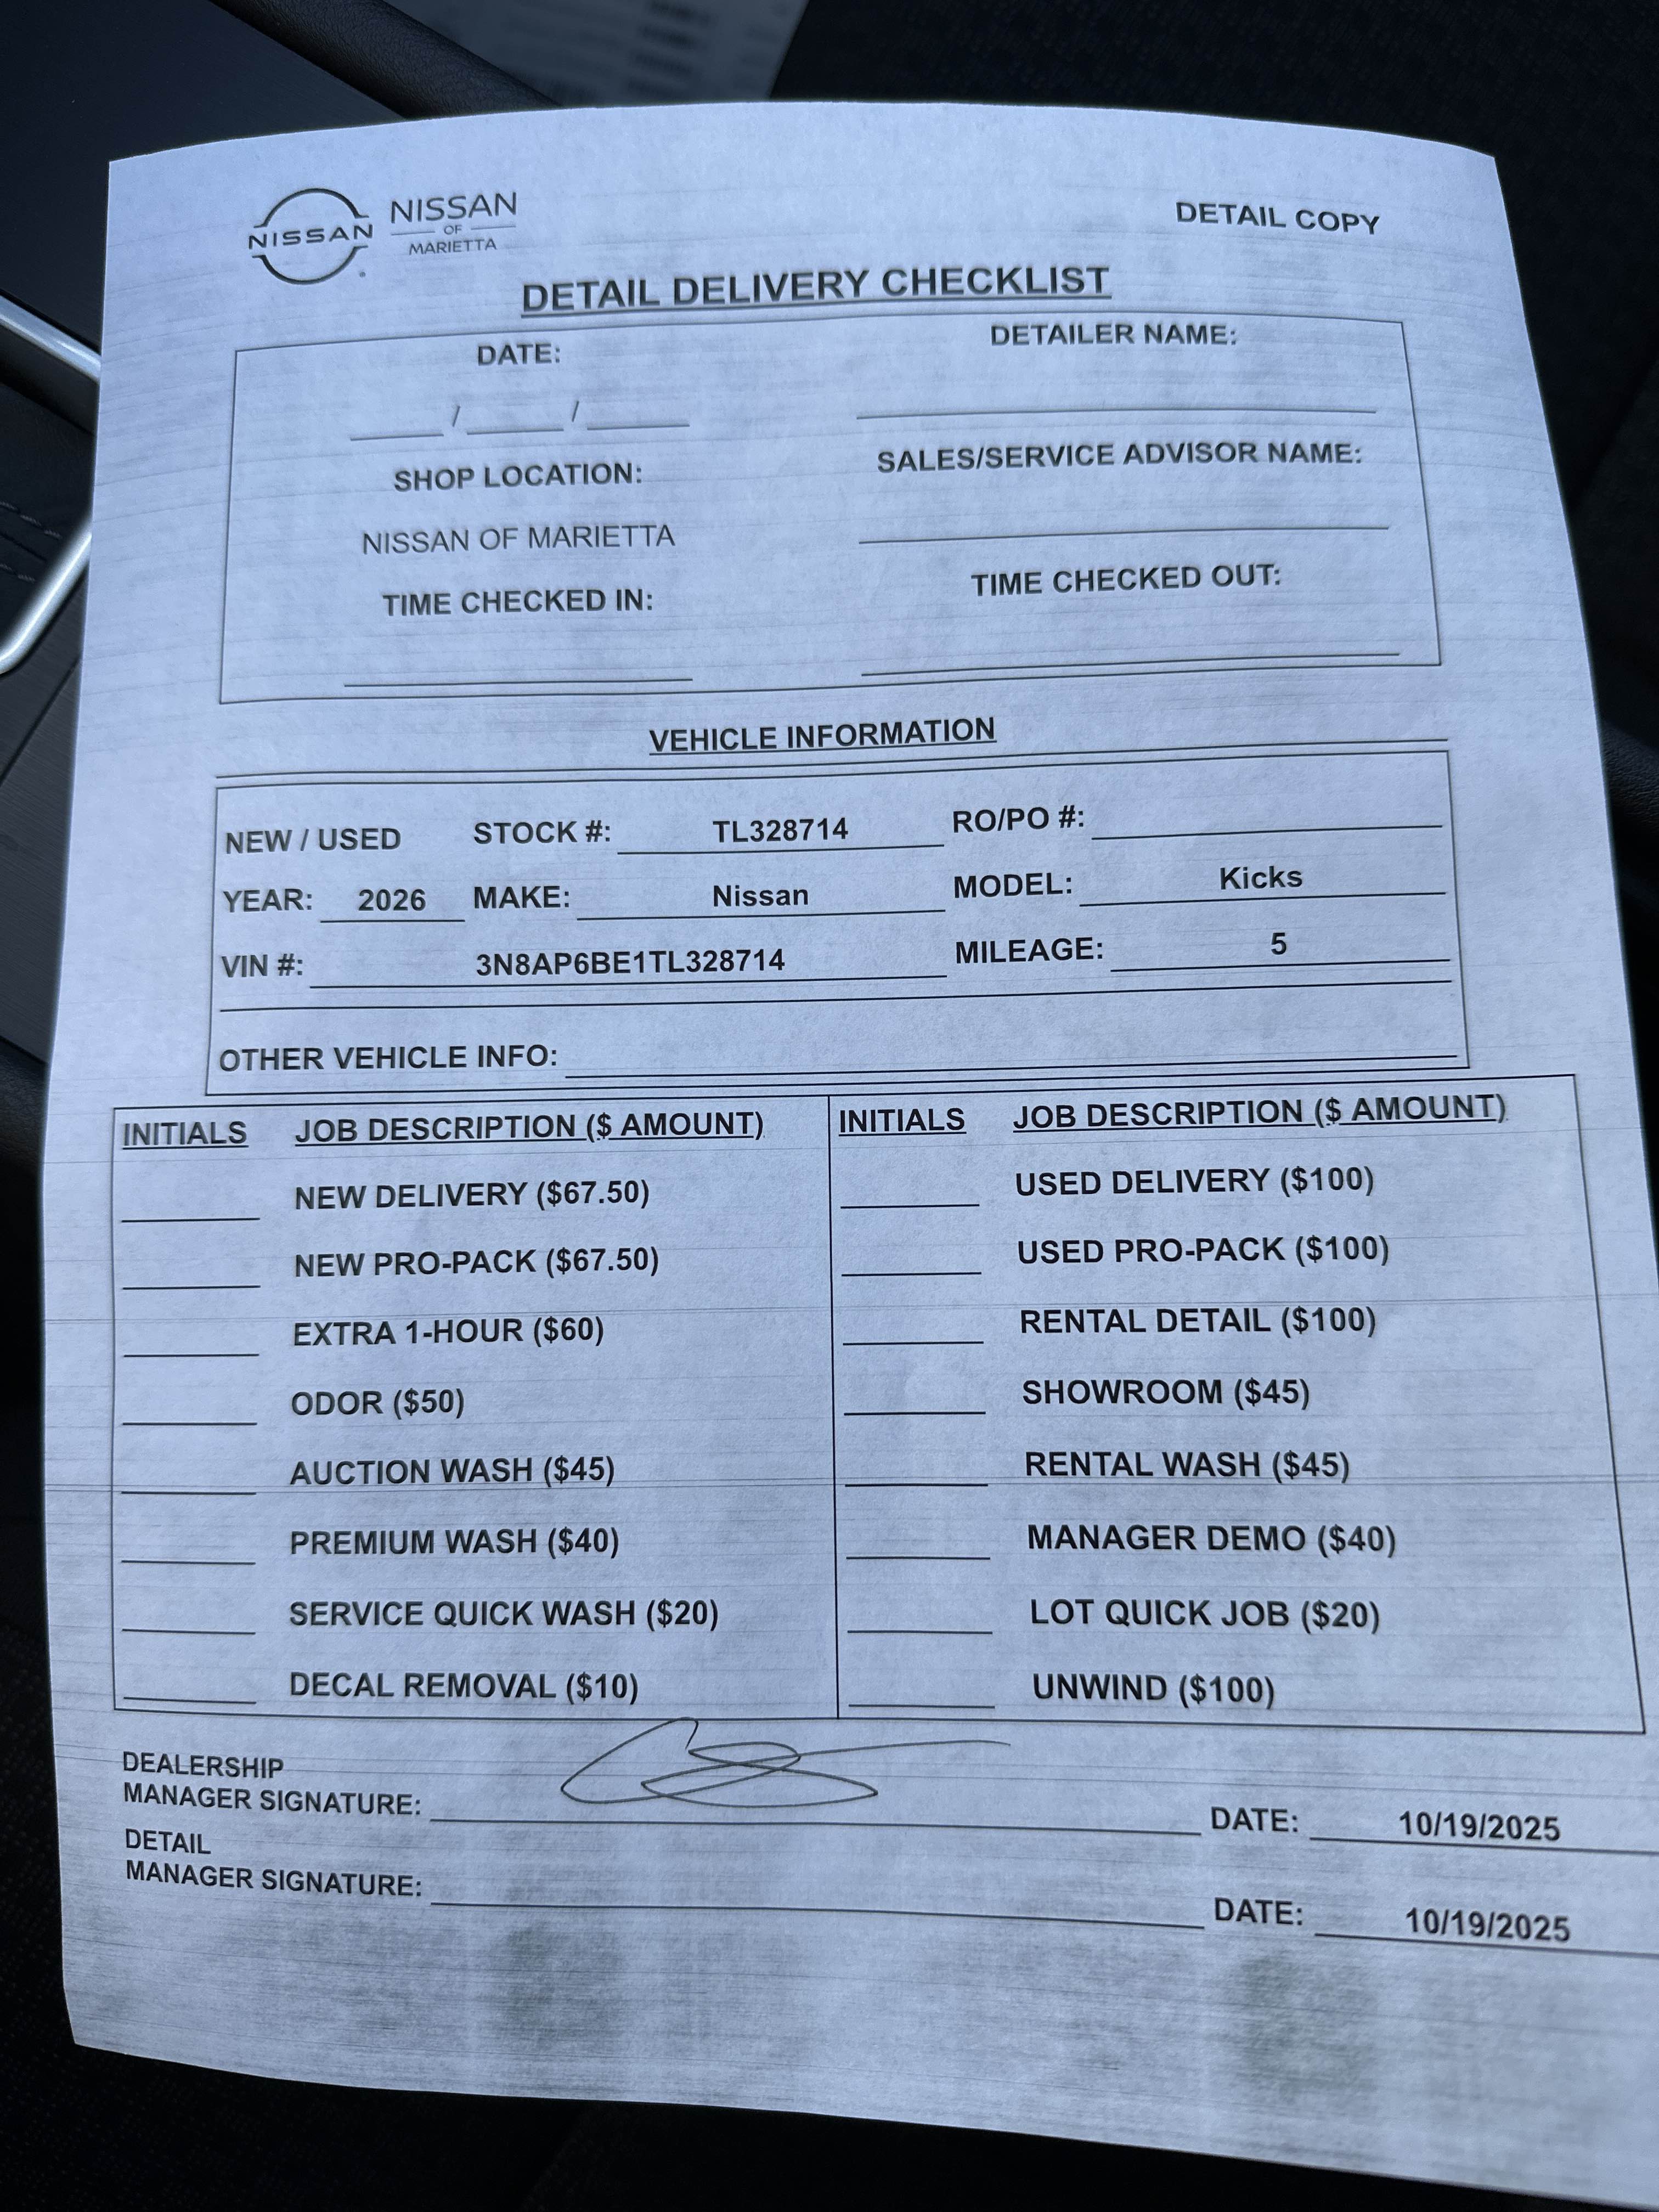 NISSAN NISSAN OF MARIETTA
DETAIL COPY
DETAIL DELIVERY CHECKLIST
DATE:
DETAILER NAME:
/ /
SHOP LOCATION:
SALES/SERVICE ADVISOR NAME:
NISSAN OF MARIETTA
TIME CHECKED IN:
TIME CHECKED OUT:
VEHICLE INFORMATION
NEW / USED STOCK #: TL328714 RO/PO #:
YEAR: 2026 MAKE: Nissan MODEL: Kicks
VIN #: 3N8AP6BE1TL328714 MILEAGE: 5
OTHER VEHICLE INFO:
INITIALS JOB DESCRIPTION ($ AMOUNT) INITIALS JOB DESCRIPTION ($ AMOUNT)
NEW DELIVERY ($67.50) USED DELIVERY ($100)
NEW PRO-PACK ($67.50) USED PRO-PACK ($100)
EXTRA 1-HOUR ($60) RENTAL DETAIL ($100)
ODOR ($50) SHOWROOM ($45)
AUCTION WASH ($45) RENTAL WASH ($45)
PREMIUM WASH ($40) MANAGER DEMO ($40)
SERVICE QUICK WASH ($20) LOT QUICK JOB ($20)
DECAL REMOVAL ($10) UNWIND ($100)
DEALERSHIP
MANAGER SIGNATURE: DATE: 10/19/2025
DETAIL
MANAGER SIGNATURE: DATE: 10/19/2025